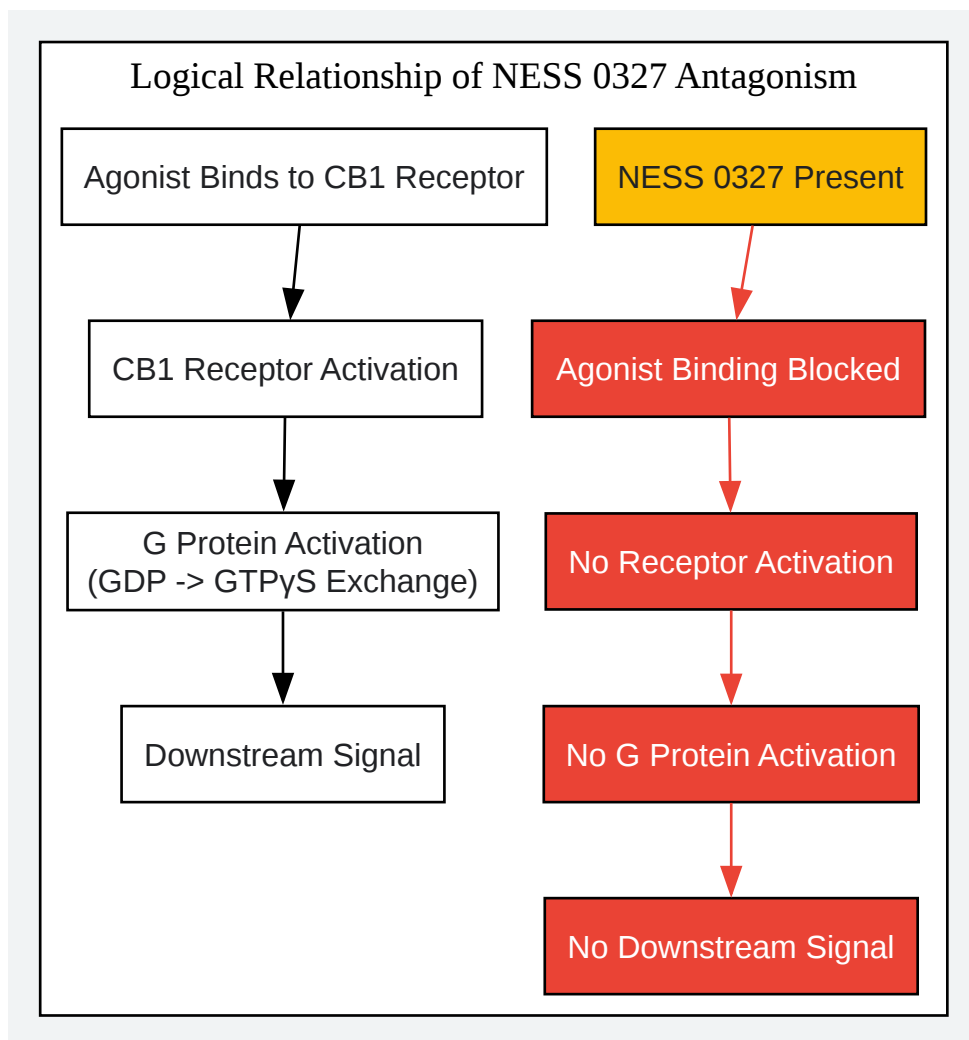 Logical Relationship of NESS 0327 Antagonism
Agonist Binds to CB1 Receptor
CB1 Receptor Activation
G Protein Activation
(GDP -> GTPγS Exchange)
Downstream Signal
NESS 0327 Present
Agonist Binding Blocked
No Receptor Activation
No G Protein Activation
No Downstream Signal